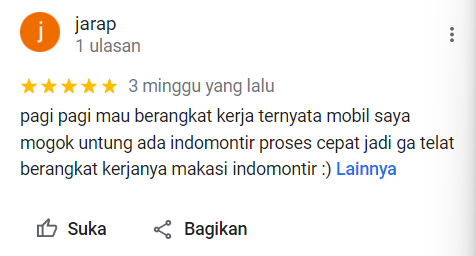 j
jarap
1 ulasan
3 minggu yang lalu
pagi pagi mau berangkat kerja ternyata mobil saya
mogok untung ada indomontir proses cepat jadi ga telat
berangkat kerjanya makasi indomontir :) Lainnya
Suka
Bagikan